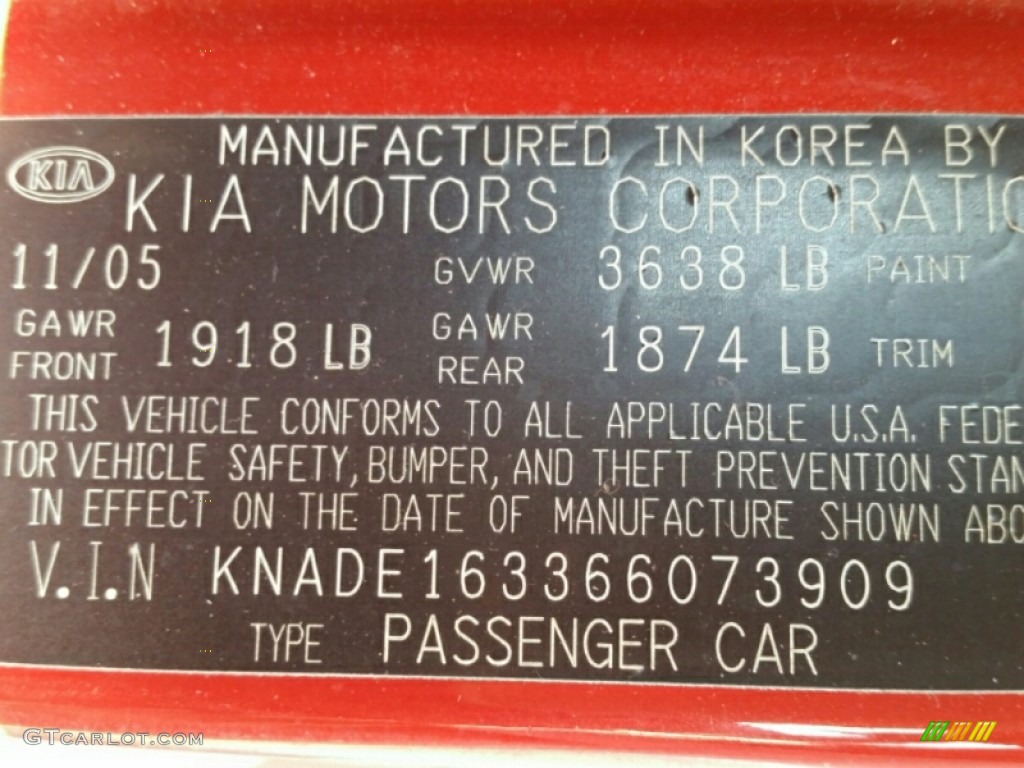 MANUFACTURED IN KOREA BY
KIA KIA MOTORS CORPORATIO
11/05 GVWR 3638 LB PAINT
GAWR FRONT 1918 LB GAWR REAR 1874 LB TRIM
THIS VEHICLE CONFORMS TO ALL APPLICABLE U.S.A. FEDE
TOR VEHICLE SAFETY, BUMPER, AND THEFT PREVENTION STAN
IN EFFECT ON THE DATE OF MANUFACTURE SHOWN ABO
V.I.N KNADE163366073909
TYPE PASSENGER CAR
GTCARLOT.COM